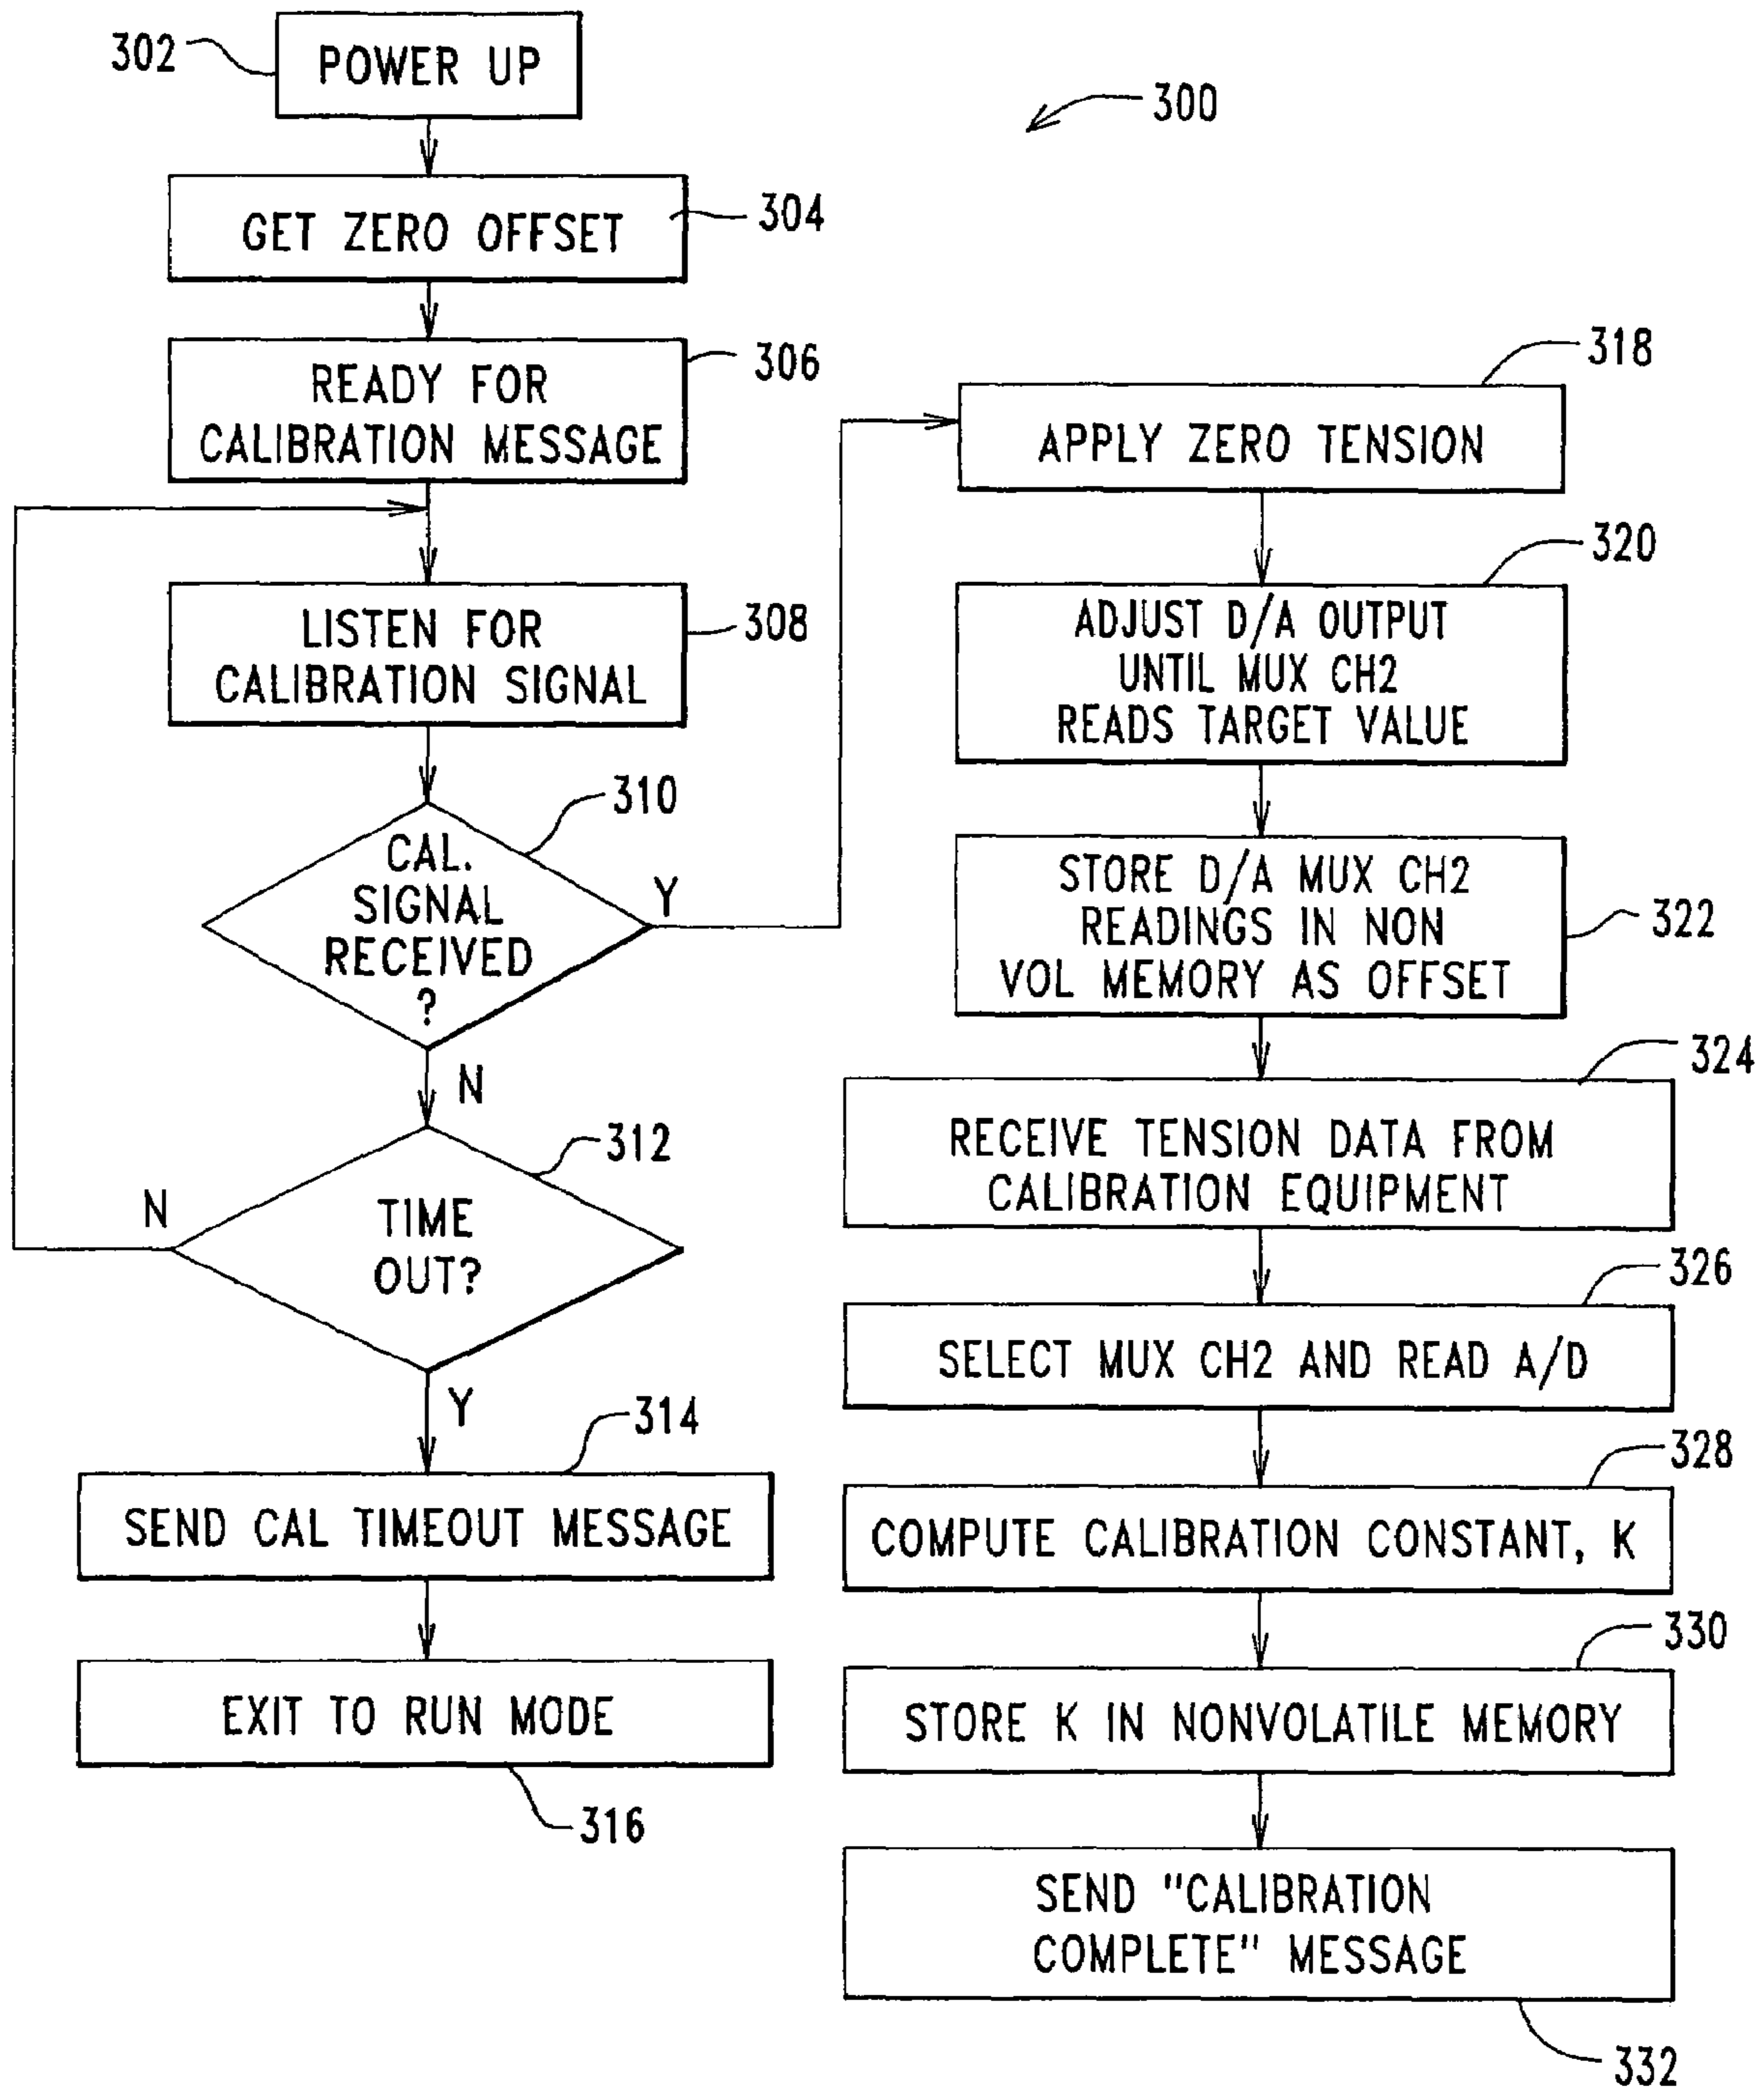 302
POWER UP
300
GET ZERO OFFSET
304
READY FOR
CALIBRATION MESSAGE
306
LISTEN FOR
CALIBRATION SIGNAL
308
310
CAL.
SIGNAL
RECEIVED
?
Y
N
312
TIME
OUT?
N
Y
314
SEND CAL TIMEOUT MESSAGE
EXIT TO RUN MODE
316
318
APPLY ZERO TENSION
320
ADJUST D/A OUTPUT
UNTIL MUX CH2
READS TARGET VALUE
STORE D/A MUX CH2
READINGS IN NON
VOL MEMORY AS OFFSET
322
324
RECEIVE TENSION DATA FROM
CALIBRATION EQUIPMENT
326
SELECT MUX CH2 AND READ A/D
328
COMPUTE CALIBRATION CONSTANT, K
330
STORE K IN NONVOLATILE MEMORY
SEND "CALIBRATION
COMPLETE" MESSAGE
332